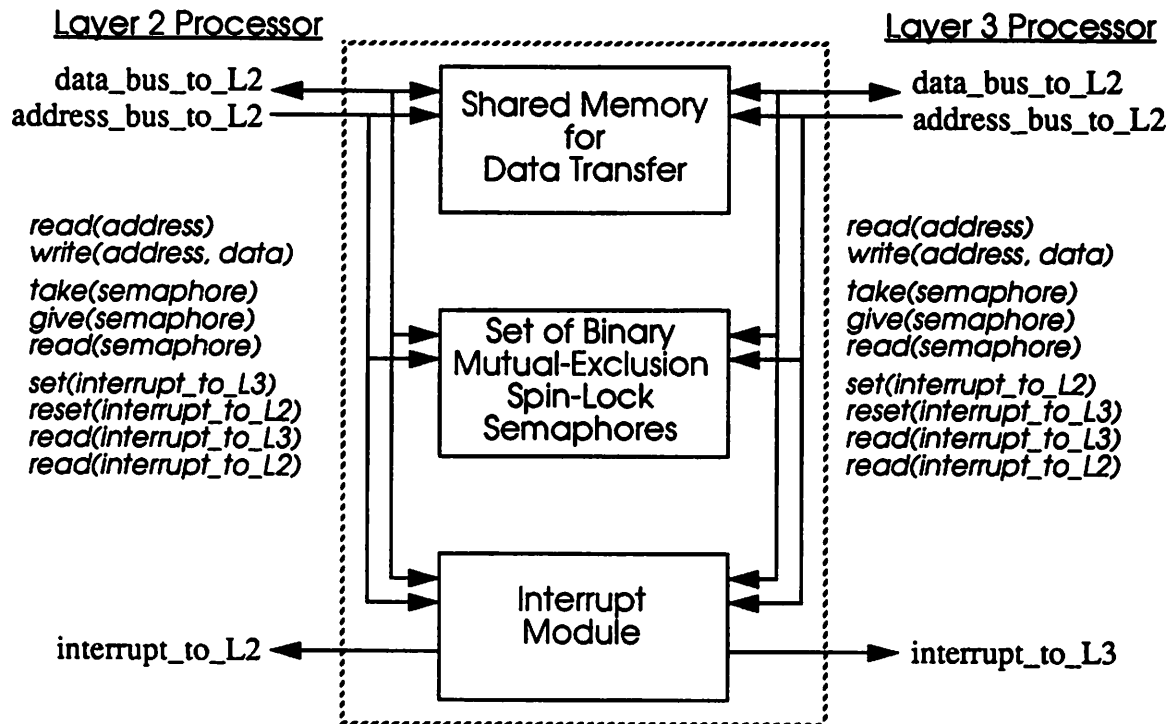 Layer 2 Processor
Layer 3 Processor
data_bus_to_L2
address_bus_to_L2
Shared Memory
for
Data Transfer
data_bus_to_L2
address_bus_to_L2
read(address)
write(address, data)
take(semaphore)
give(semaphore)
read(semaphore)
set(interrupt_to_L3)
reset(interrupt_to_L2)
read(interrupt_to_L3)
read(interrupt_to_L2)
Set of Binary
Mutual-Exclusion
Spin-Lock
Semaphores
read(address)
write(address, data)
take(semaphore)
give(semaphore)
read(semaphore)
set(interrupt_to_L2)
reset(interrupt_to_L3)
read(interrupt_to_L3)
read(interrupt_to_L2)
Interrupt
Module
interrupt_to_L2
interrupt_to_L3